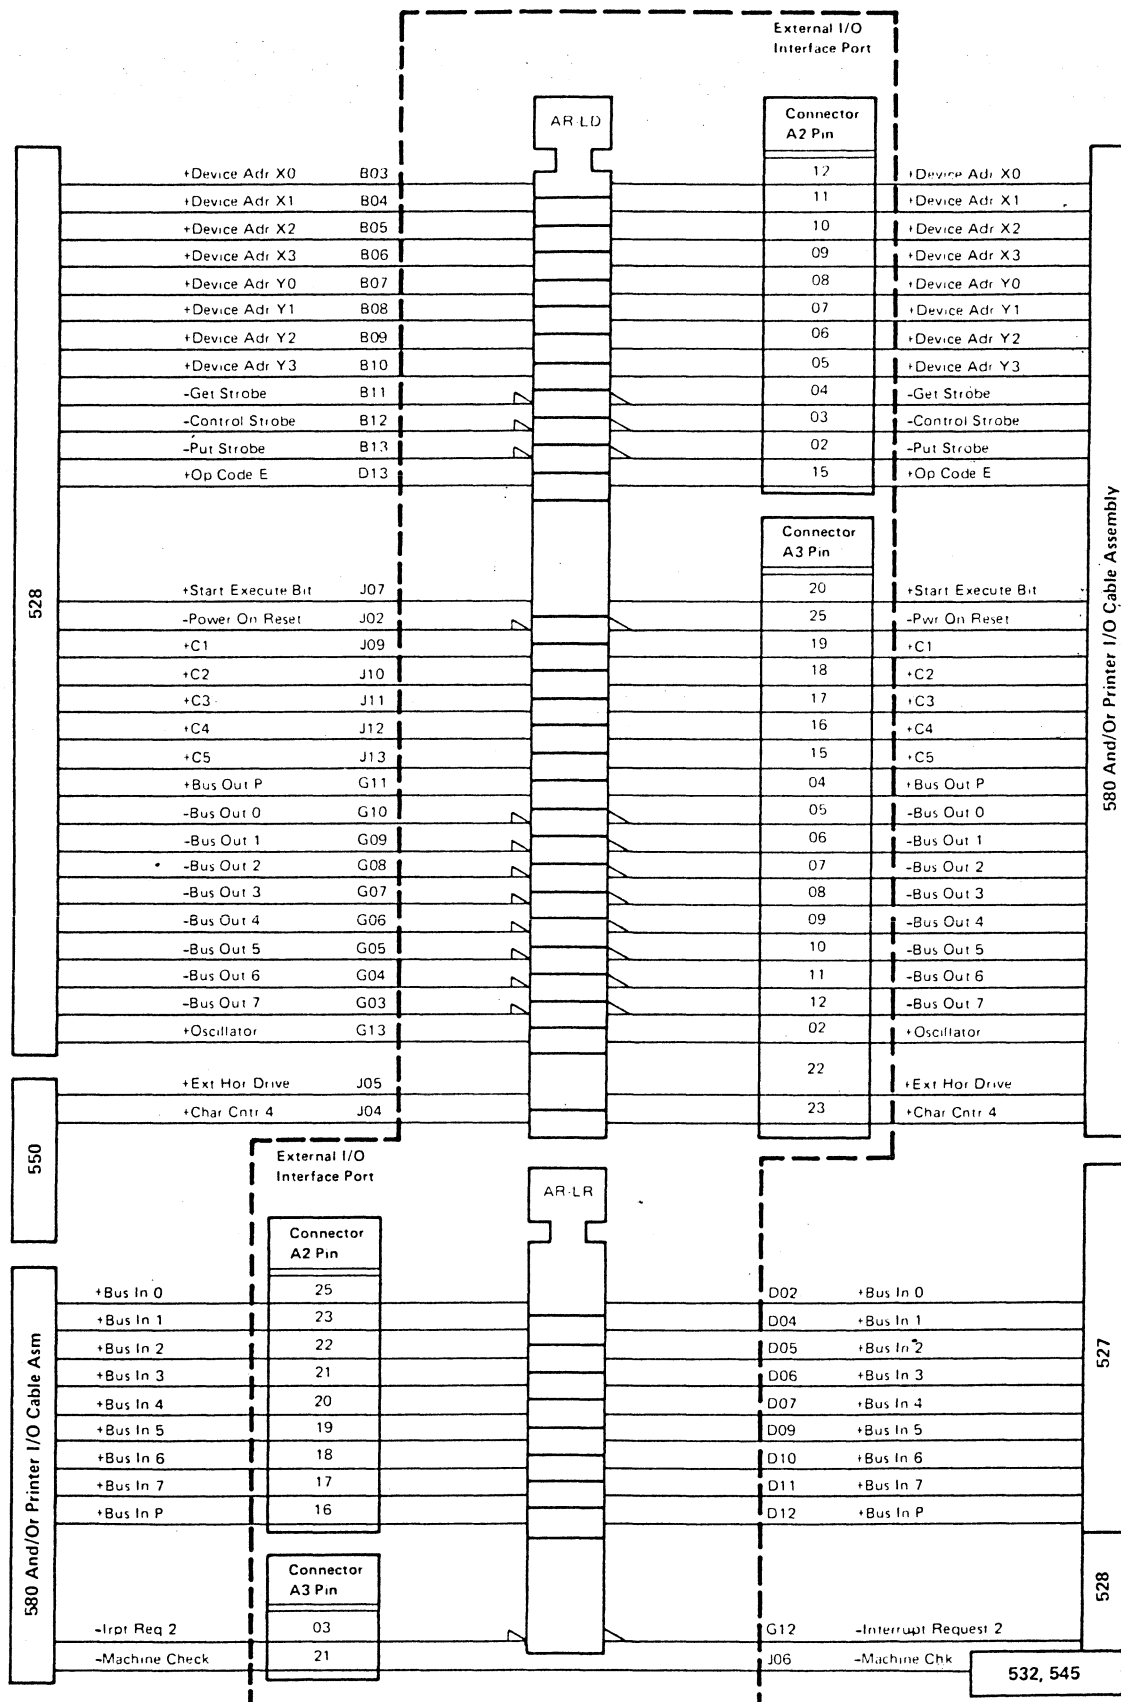 External I/O
Interface Port
AR-LD
Connector
A2 Pin
528
+Device Adr X0 B03 12 +Device Adr X0
+Device Adr X1 B04 11 +Device Adr X1
+Device Adr X2 B05 10 +Device Adr X2
+Device Adr X3 B06 09 +Device Adr X3
+Device Adr Y0 B07 08 +Device Adr Y0
+Device Adr Y1 B08 07 +Device Adr Y1
+Device Adr Y2 B09 06 +Device Adr Y2
+Device Adr Y3 B10 05 +Device Adr Y3
-Get Strobe B11 04 -Get Strobe
-Control Strobe B12 03 -Control Strobe
-Put Strobe B13 02 -Put Strobe
+Op Code E D13 15 +Op Code E
Connector
A3 Pin
+Start Execute Bit J07 20 +Start Execute Bit
-Power On Reset J02 25 -Pwr On Reset
+C1 J09 19 +C1
+C2 J10 18 +C2
+C3 J11 17 +C3
+C4 J12 16 +C4
+C5 J13 15 +C5
+Bus Out P G11 04 +Bus Out P
-Bus Out 0 G10 05 -Bus Out 0
-Bus Out 1 G09 06 -Bus Out 1
-Bus Out 2 G08 07 -Bus Out 2
-Bus Out 3 G07 08 -Bus Out 3
-Bus Out 4 G06 09 -Bus Out 4
-Bus Out 5 G05 10 -Bus Out 5
-Bus Out 6 G04 11 -Bus Out 6
-Bus Out 7 G03 12 -Bus Out 7
+Oscillator G13 02 +Oscillator
580 And/Or Printer I/O Cable Assembly
550
+Ext Hor Drive J05 22 +Ext Hor Drive
+Char Cntr 4 J04 23 +Char Cntr 4
External I/O
Interface Port
AR-LR
Connector
A2 Pin
580 And/Or Printer I/O Cable Asm
+Bus In 0 25 D02 +Bus In 0
+Bus In 1 23 D04 +Bus In 1
+Bus In 2 22 D05 +Bus In 2
+Bus In 3 21 D06 +Bus In 3
+Bus In 4 20 D07 +Bus In 4
+Bus In 5 19 D09 +Bus In 5
+Bus In 6 18 D10 +Bus In 6
+Bus In 7 17 D11 +Bus In 7
+Bus In P 16 D12 +Bus In P
527
Connector
A3 Pin
528
-Irpt Req 2 03 G12 -Interrupt Request 2
-Machine Check 21 J06 -Machine Chk
532, 545